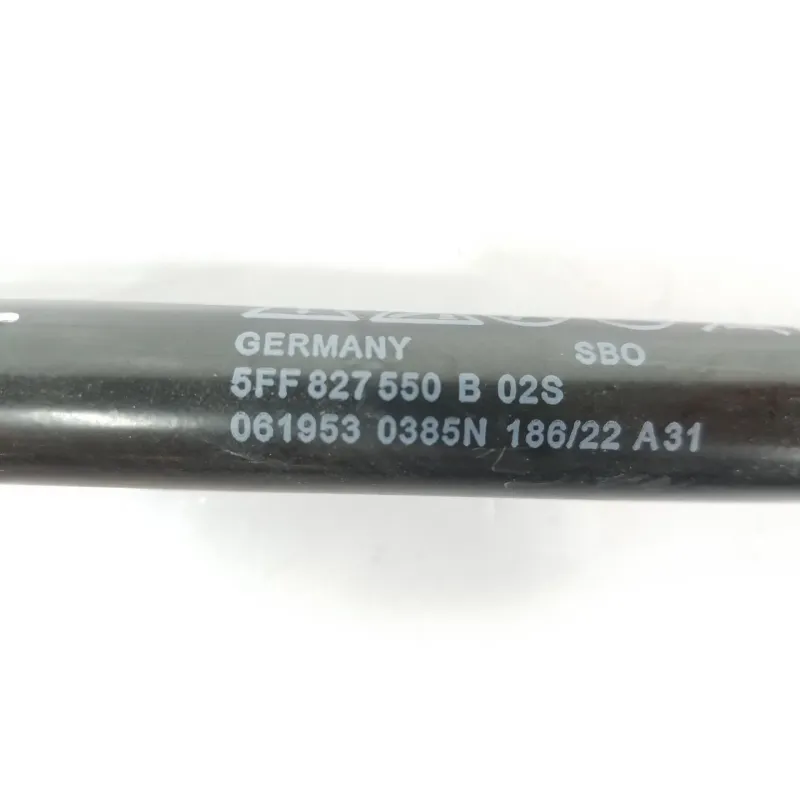 GERMANY SBO
5FF 827 550 B 02S
061953 0385N 186/22 A31